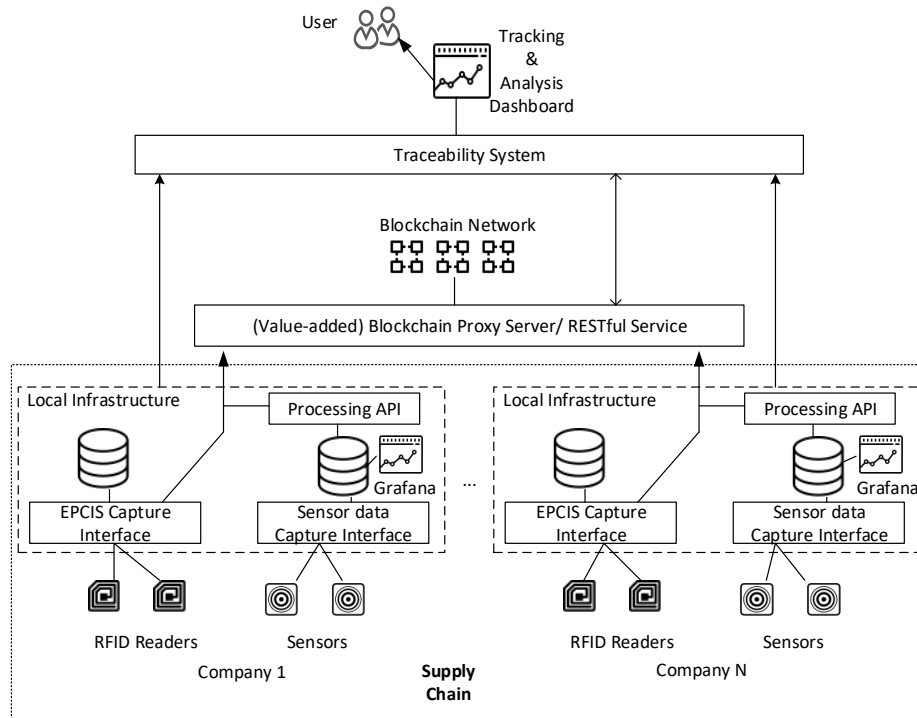 User
Tracking
&
Analysis
Dashboard
Traceability System
Blockchain Network
(Value-added) Blockchain Proxy Server/ RESTful Service
Local Infrastructure
Processing API
Grafana
EPCIS Capture
Interface
Sensor data
Capture Interface
RFID Readers
Sensors
Company 1
...
Local Infrastructure
Processing API
Grafana
EPCIS Capture
Interface
Sensor data
Capture Interface
RFID Readers
Sensors
Company N
Supply
Chain